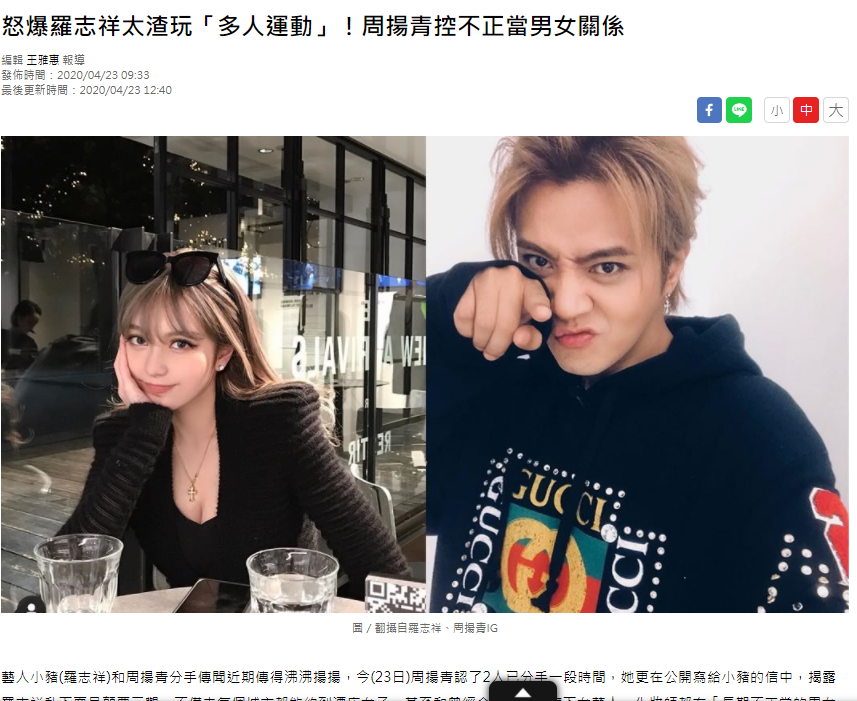 怒爆羅志祥太渣玩「多人運動」！周揚青控不正當男女關係
編輯 王雅惠 報導
發佈時間：2020/04/23 09:33
最後更新時間：2020/04/23 12:40
f LINE 小 中 大
NEW ARRIVALS
GUCCI
GUCCI
CCI
圖 / 翻攝自羅志祥、周揚青IG
藝人小豬(羅志祥)和周揚青分手傳聞近期傳得沸沸揚揚，今(23日)周揚青認了2人已分手一段時間，她更在公開寫給小豬的信中，揭露